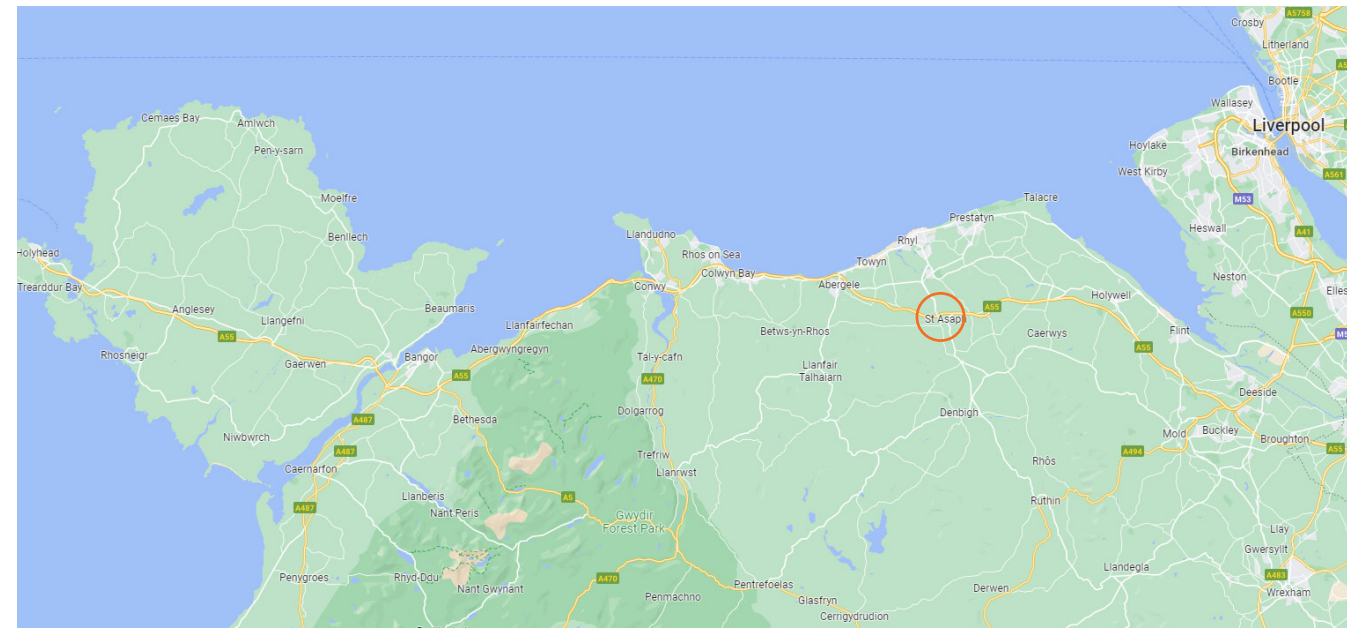 A5758
Crosby
Litherland
A5
Bootle
Wallasey
Cemaes Bay
Amlwch
Liverpool
Pen-y-sarn
Hoylake
Birkenhead
West Kirby
A561
Moelfre
Talacre
M53
Prestatyn
Benllech
Llandudno
Rhyl
Heswall
A41
Holyhead
Rhos on Sea
Towyn
Colwyn Bay
Neston
Trearddur Bay
Conwy
Abergele
Holywell
Elles
Anglesey
Beaumaris
A55
A550
Llangefni
Llanfairfechan
St Asaph
A55
Betws-yn-Rhos
Caerwys
Flint
M5
Rhosneigr
Gaerwen
Bangor
Abergwyngregyn
Tal-y-cafn
Llanfair
Talhaiarn
A55
A55
A470
Deeside
Dolgarrog
Denbigh
A487
Bethesda
Niwbwrch
Mold
Buckley
Broughton
A55
A487
A494
Trefriw
Rhôs
Caernarfon
Llanrwst
Llanberis
A5
Ruthin
A487
Nant Peris
Gwydir
Forest Park
Llay
Gwersyllt
Llandegla
Penygroes
Rhyd-Ddu
A470
A483
Nant Gwynant
Pentrefoelas
Derwen
Wrexham
Penmachno
Glasfryn
Cerrigydrudion